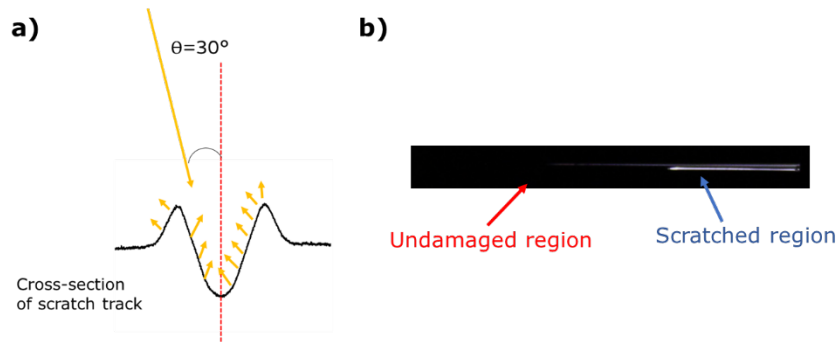 a)
θ=30°
Cross-section
of scratch track
b)
Undamaged region
Scratched region